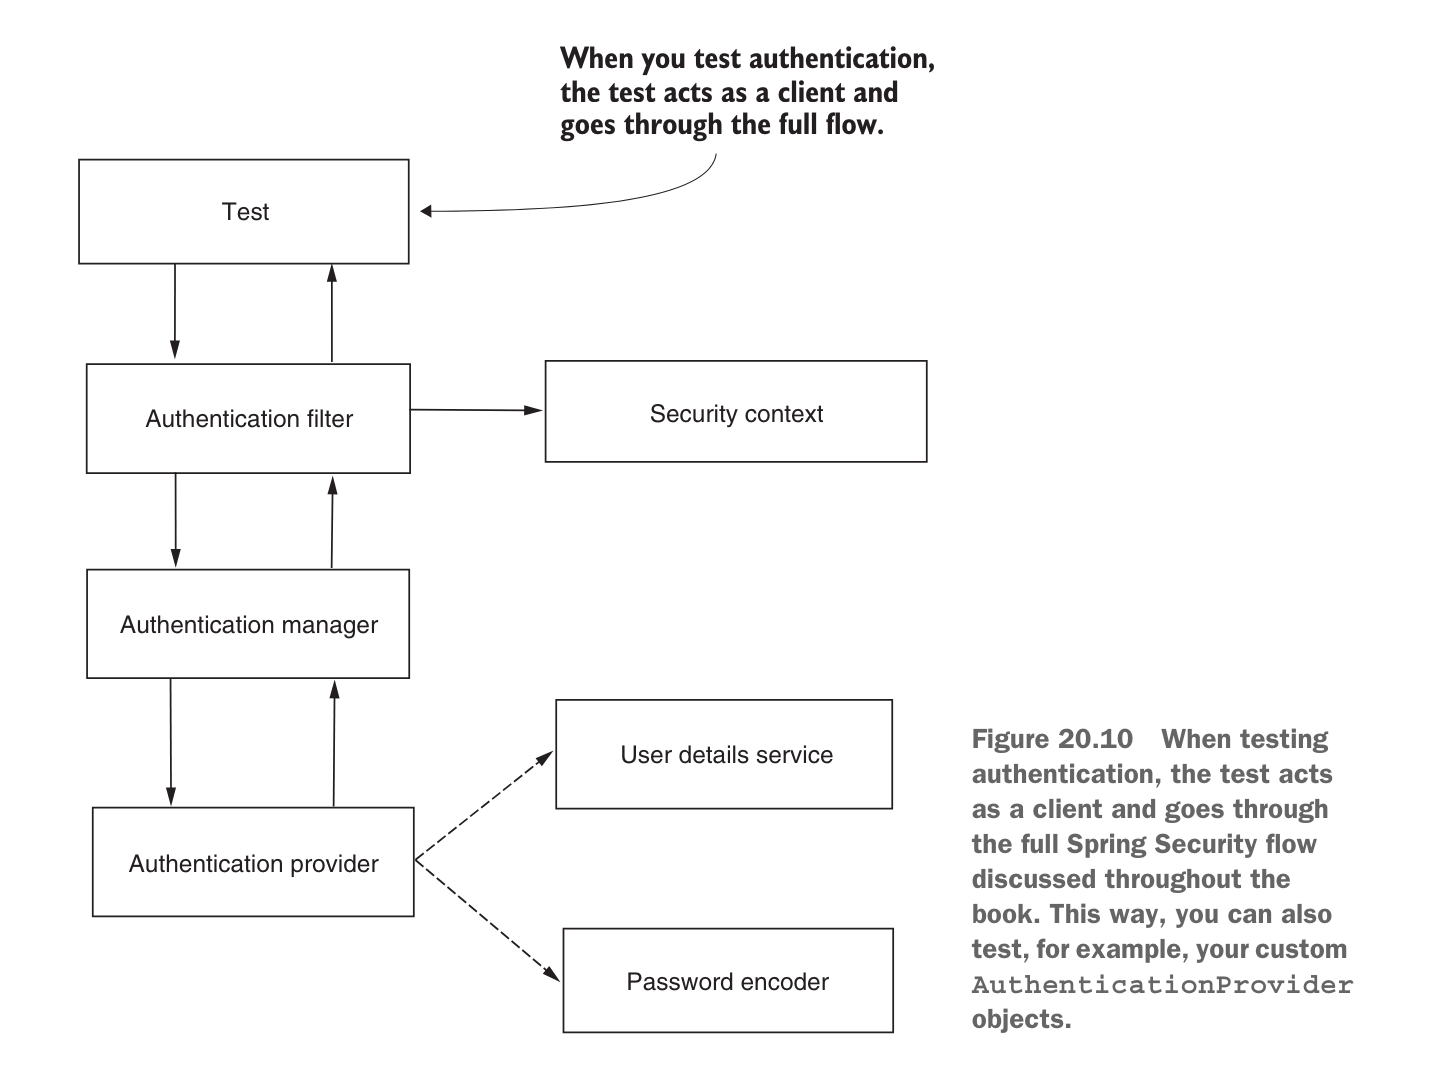 When you test authentication,
the test acts as a client and
goes through the full flow.
Test
Authentication filter
Security context
Authentication manager
User details service
Authentication provider
Password encoder
Figure 20.10 When testing
authentication, the test acts
as a client and goes through
the full Spring Security flow
discussed throughout the
book. This way, you can also
test, for example, your custom
AuthenticationProvider
objects.